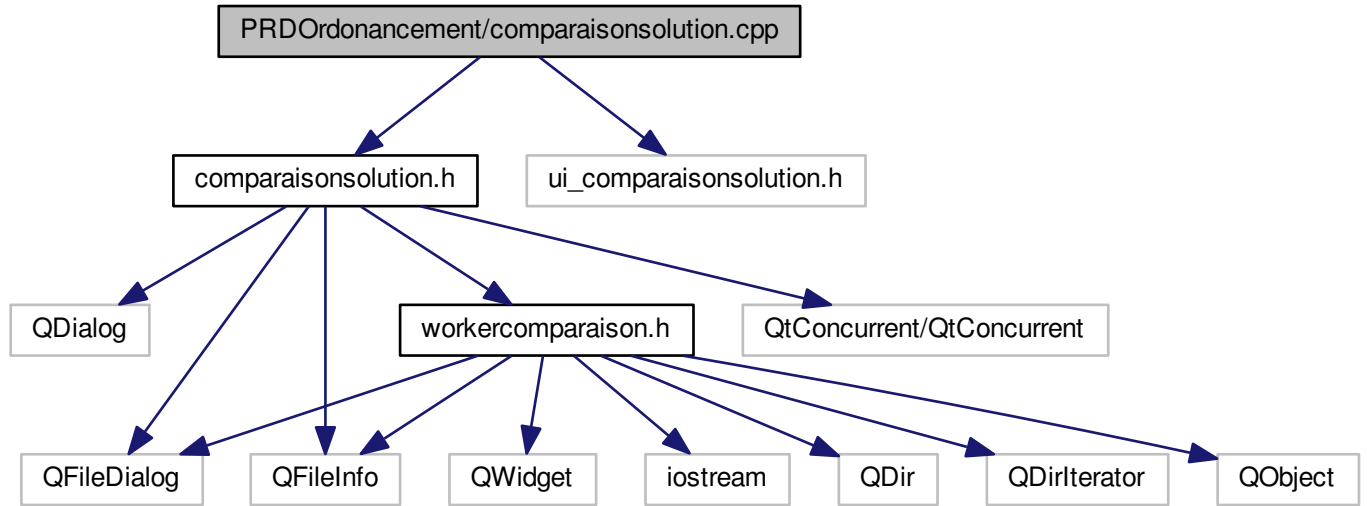 PRDOrdonancement/comparaisonsolution.cpp
comparaisonsolution.h
ui_comparaisonsolution.h
QDialog
workercomparaison.h
QtConcurrent/QtConcurrent
QFileDialog
QFileInfo
QWidget
iostream
QDir
QDirIterator
QObject